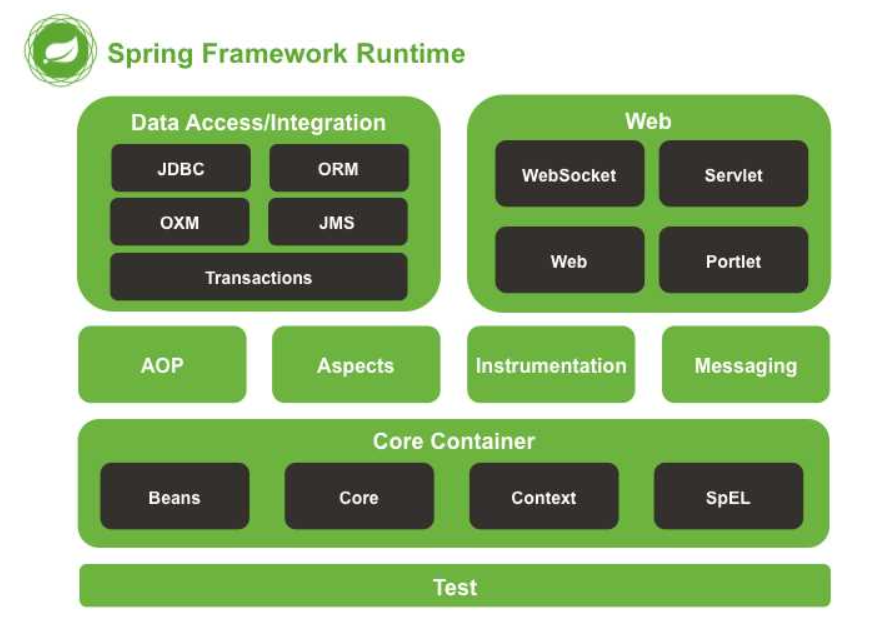 Spring Framework Runtime
Data Access/Integration
JDBC
ORM
OXM
JMS
Transactions
Web
WebSocket
Servlet
Web
Portlet
AOP
Aspects
Instrumentation
Messaging
Core Container
Beans
Core
Context
SpEL
Test